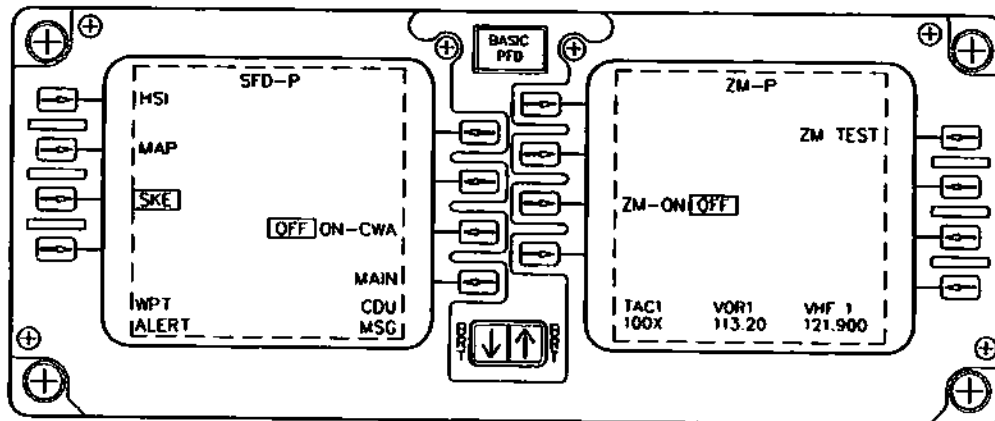 BASIC
PFD
SFD-P
HSI
MAP
SKE
OFF ON-CWA
MAIN
WPT CDU
ALERT MSG
BRT BRT
ZM-P
ZM TEST
ZM-ON OFF
TAC1 VOR1 VHF 1
100X 113.20 121.900